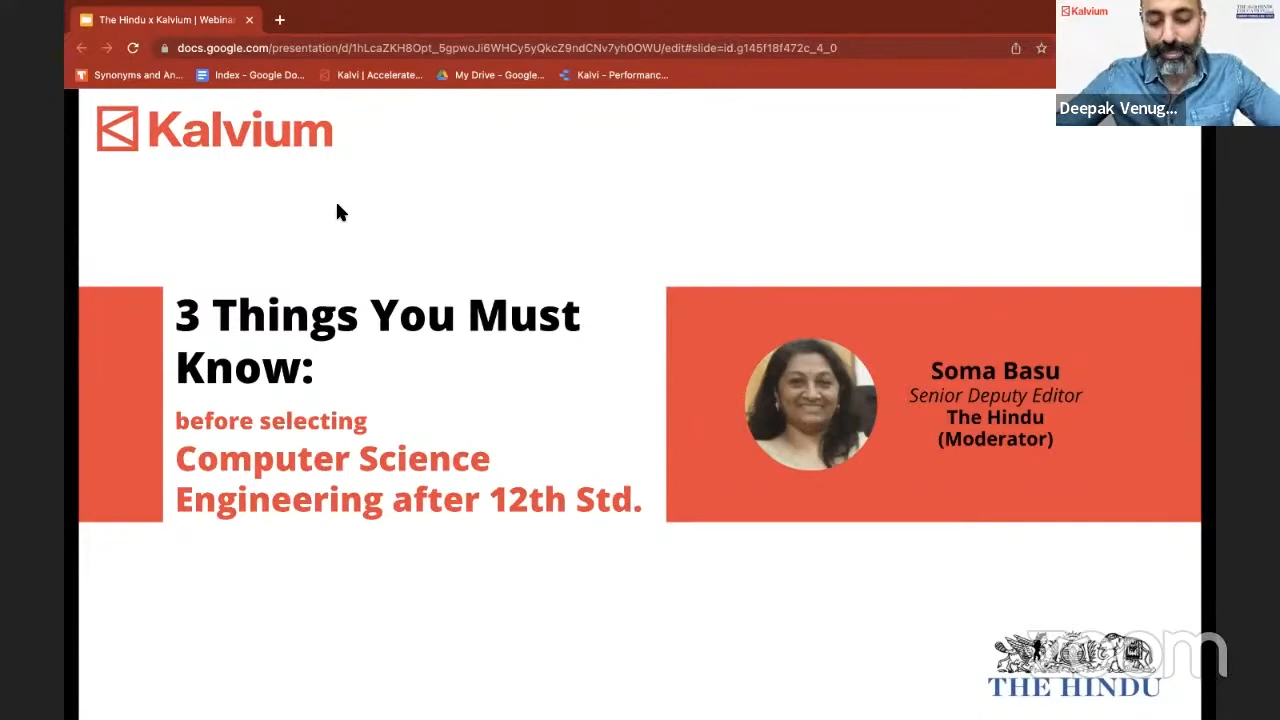 The Hindu x Kalvium | Webina
docs.google.com/presentation/d/1hLcaZKH8Opt_5gpwoJi6WHCy5yQkcZ9ndCNv7yh0OWU/edit#slide=id.g145f18f472c_4_0
T Synonyms and An... Index - Google Do... Kalvi | Accelerate... My Drive - Google... Kalvi - Performanc...
Kalvium
Deepak Venug...
Kalvium
3 Things You Must
Know:
before selecting
Computer Science
Engineering after 12th Std.
Soma Basu
Senior Deputy Editor
The Hindu
(Moderator)
zoom
THE HINDU